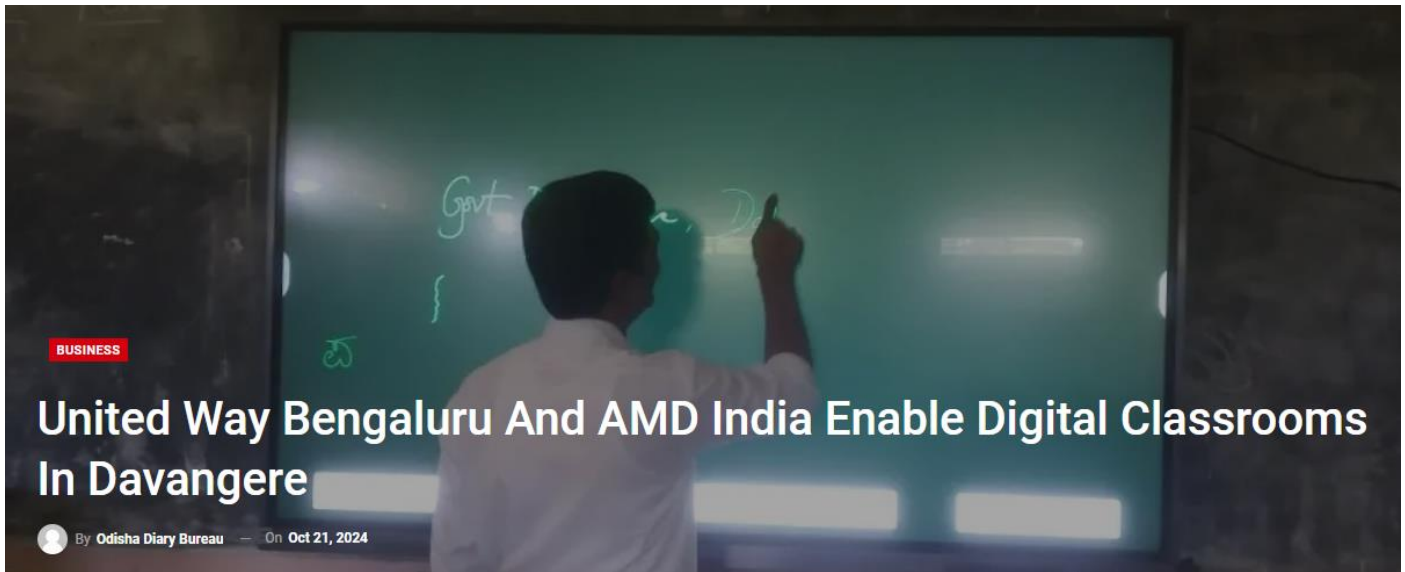 Govt
{
BUSINESS
United Way Bengaluru And AMD India Enable Digital Classrooms
In Davangere
By Odisha Diary Bureau — On Oct 21, 2024